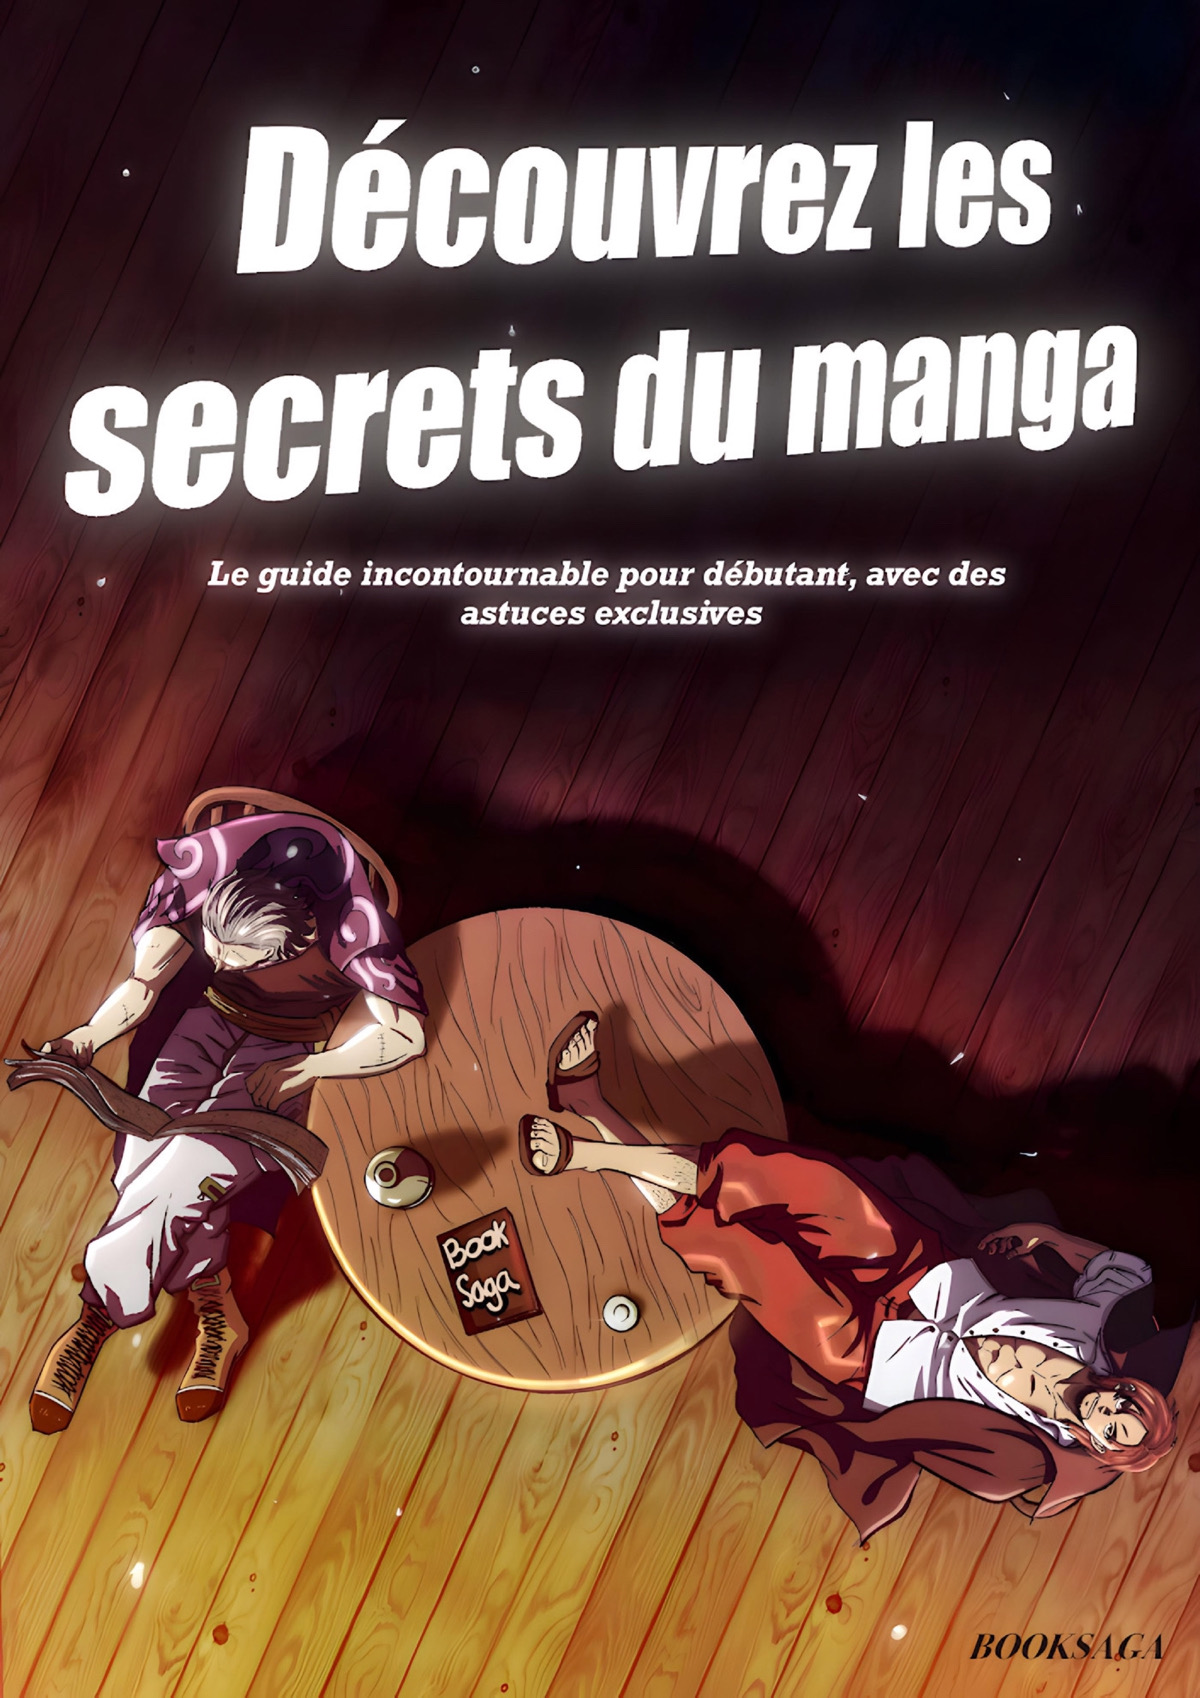 Découvrez les
secrets du manga
Le guide incontournable pour débutant, avec des
astuces exclusives
Book
Saga
BOOKSAGA